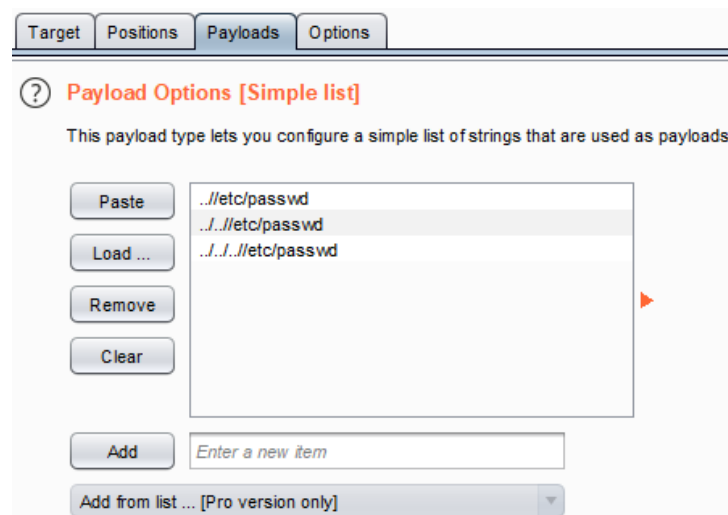 Target Positions Payloads Options
? Payload Options [Simple list]
This payload type lets you configure a simple list of strings that are used as payloads
Paste
Load ...
Remove
Clear
..//etc/passwd
../..//etc/passwd
../../..//etc/passwd
Add
Enter a new item
Add from list ... [Pro version only]